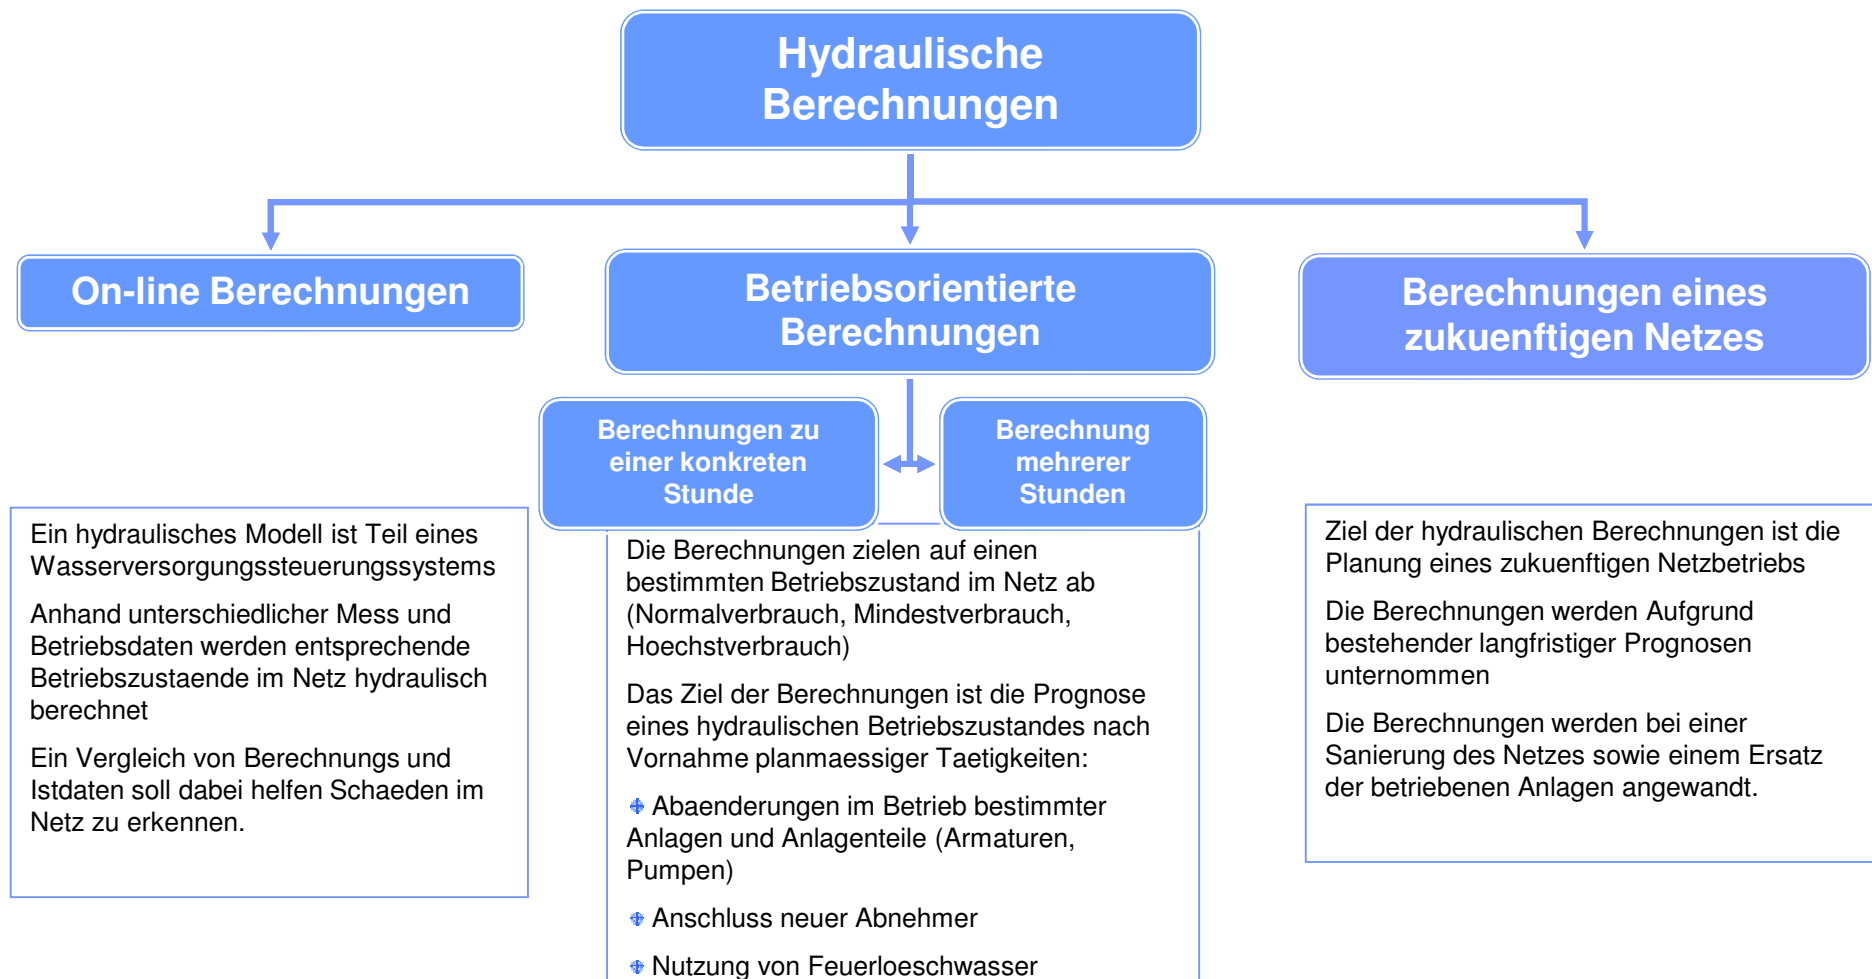 Hydraulische
Berechnungen
On-line Berechnungen
Betriebsorientierte
Berechnungen
Berechnungen eines
zukuenftigen Netzes
Berechnungen zu
einer konkreten
Stunde
Berechnung
mehrerer
Stunden
Ein hydraulisches Modell ist Teil eines
Wasserversorgungssteuerungssystems
Anhand unterschiedlicher Mess und
Betriebsdaten werden entsprechende
Betriebszustaende im Netz hydraulisch
berechnet
Ein Vergleich von Berechnungs und
Istdaten soll dabei helfen Schaeden im
Netz zu erkennen.
Die Berechnungen zielen auf einen
bestimmten Betriebszustand im Netz ab
(Normalverbrauch, Mindestverbrauch,
Hoechstverbrauch)
Das Ziel der Berechnungen ist die Prognose
eines hydraulischen Betriebszustandes nach
Vornahme planmaessiger Taetigkeiten:
Abaenderungen im Betrieb bestimmter
Anlagen und Anlagenteile (Armaturen,
Pumpen)
Anschluss neuer Abnehmer
Nutzung von Feuerloeschwasser
Ziel der hydraulischen Berechnungen ist die
Planung eines zukuenftigen Netzbetriebs
Die Berechnungen werden Aufgrund
bestehender langfristiger Prognosen
unternommen
Die Berechnungen werden bei einer
Sanierung des Netzes sowie einem Ersatz
der betriebenen Anlagen angewandt.